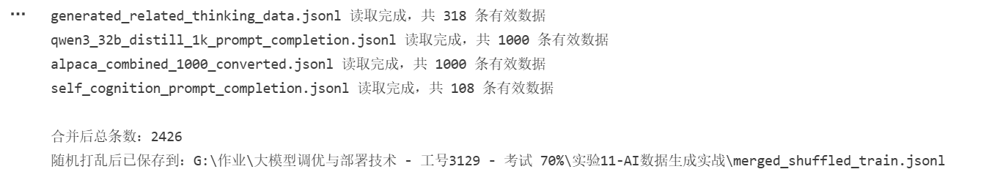 generated_related_thinking_data.jsonl 读取完成，共 318 条有效数据
qwen3_32b_distill_1k_prompt_completion.jsonl 读取完成，共 1000 条有效数据
alpaca_combined_1000_converted.jsonl 读取完成，共 1000 条有效数据
self_cognition_prompt_completion.jsonl 读取完成，共 108 条有效数据
合并后总条数：2426
随机打乱后已保存到：G:\作业\大模型调优与部署技术 - 工号3129 - 考试 70%\实验11-AI数据生成实战\merged_shuffled_train.jsonl